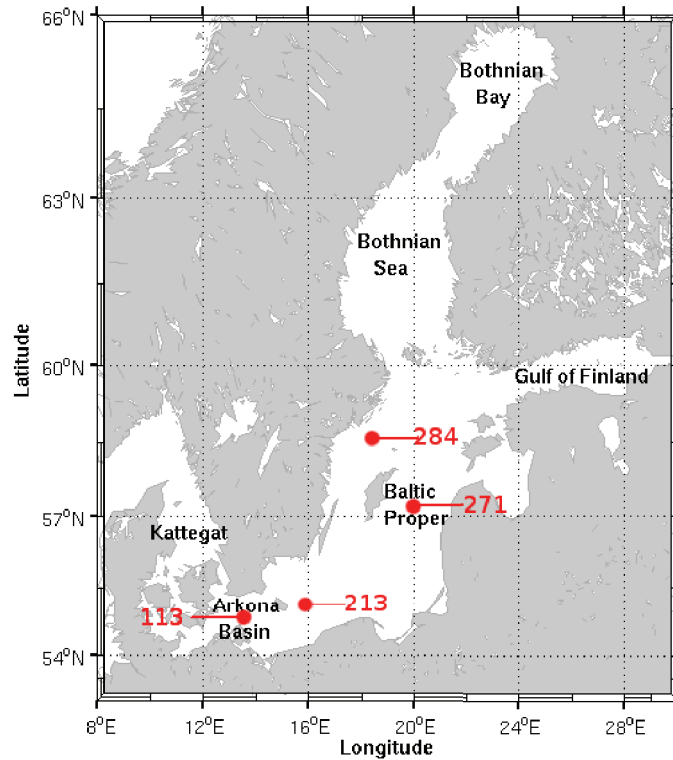 66°N
Bothnian
Bay
63°N
Bothnian
Sea
60°N
Gulf of Finland
Latitude
284
Baltic
Proper
271
57°N
Kattegat
213
Arkona
Basin
113
54°N
8°E 12°E 16°E 20°E 24°E 28°E
Longitude